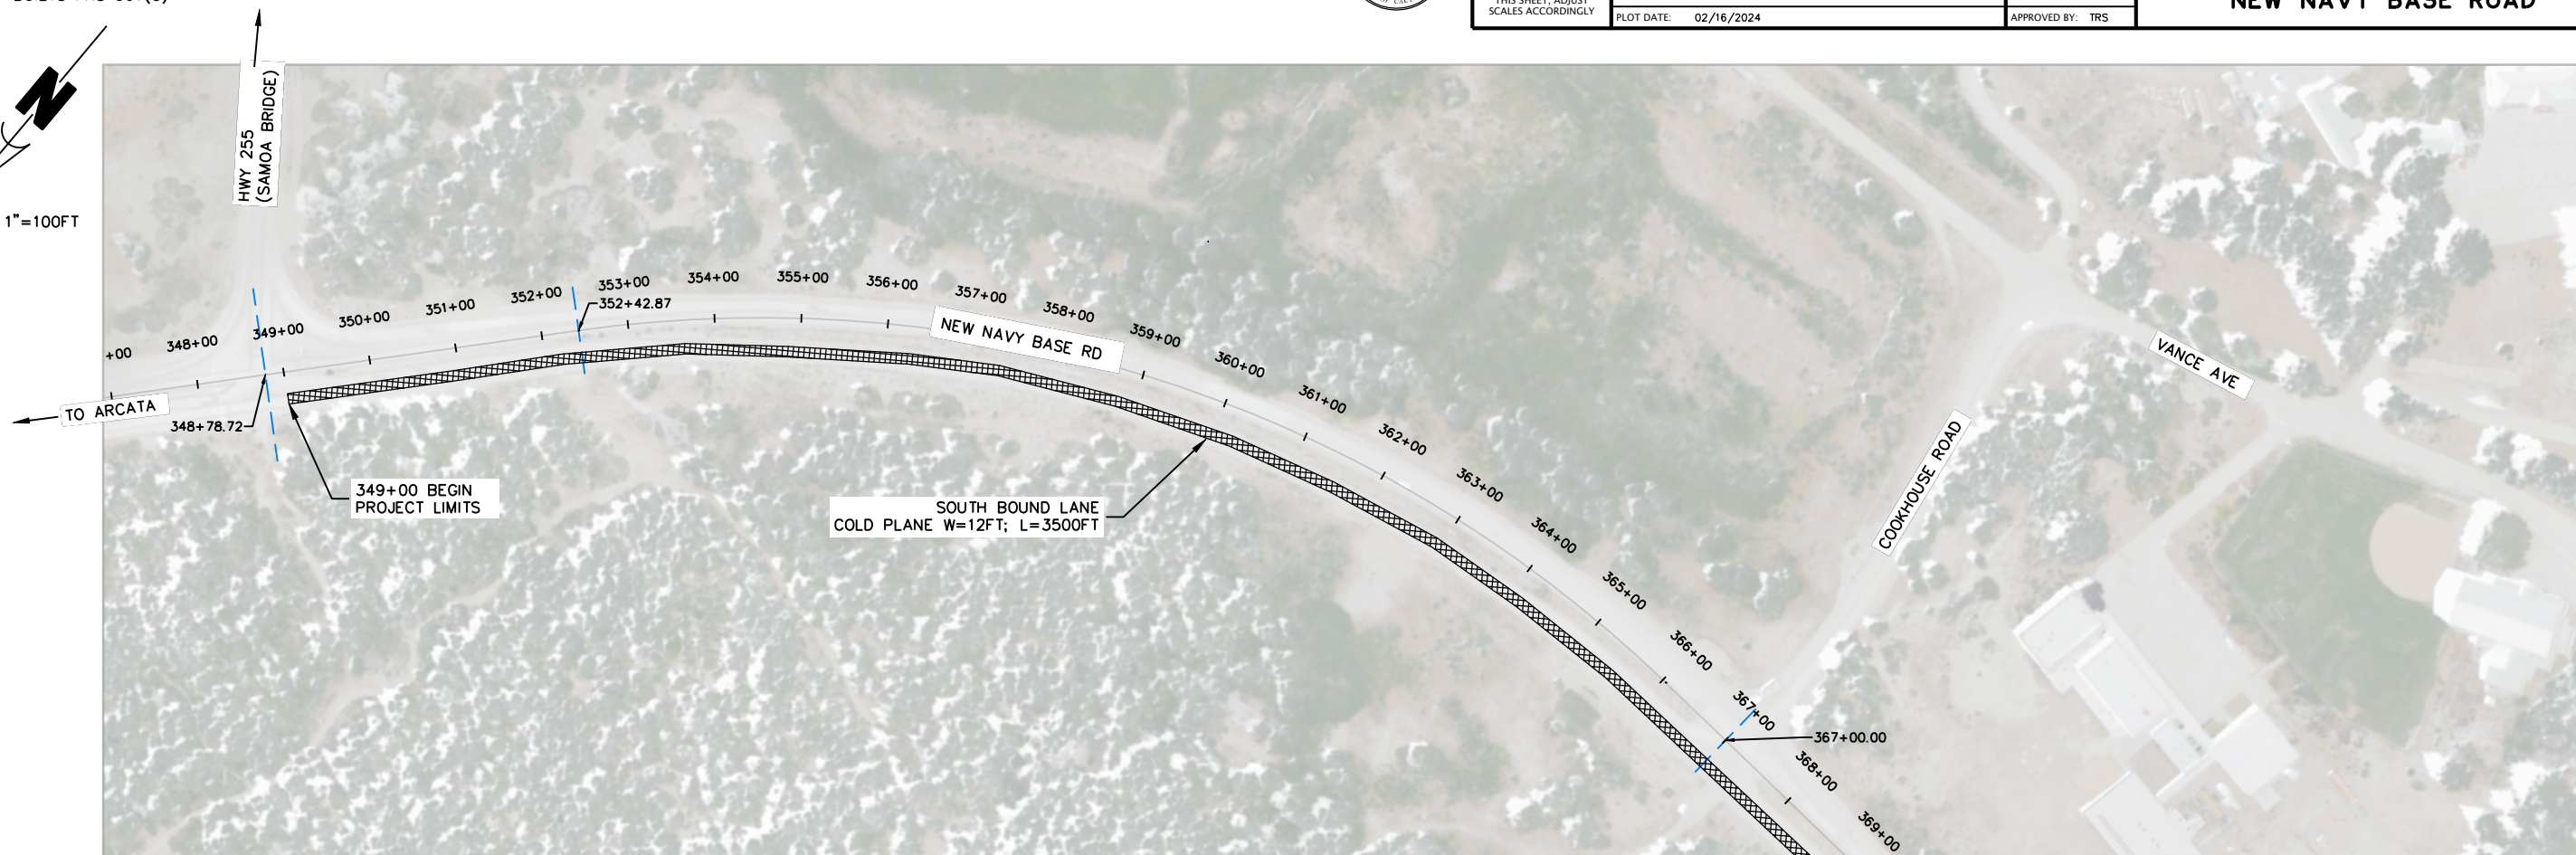 THIS SHEET, ADJUST
SCALES ACCORDINGLY
PLOT DATE: 02/16/2024
APPROVED BY: TRS
NEW NAVY BASE ROAD
N
1"=100FT
HWY 255
(SAMOA BRIDGE)
TO ARCATA
+00
348+00
349+00
350+00
351+00
352+00
353+00
354+00
355+00
356+00
357+00
358+00
359+00
360+00
361+00
362+00
363+00
364+00
365+00
366+00
367+00
368+00
369+00
352+42.87
348+78.72
367+00.00
NEW NAVY BASE RD
349+00 BEGIN
PROJECT LIMITS
SOUTH BOUND LANE
COLD PLANE W=12FT; L=3500FT
COOKHOUSE ROAD
VANCE AVE